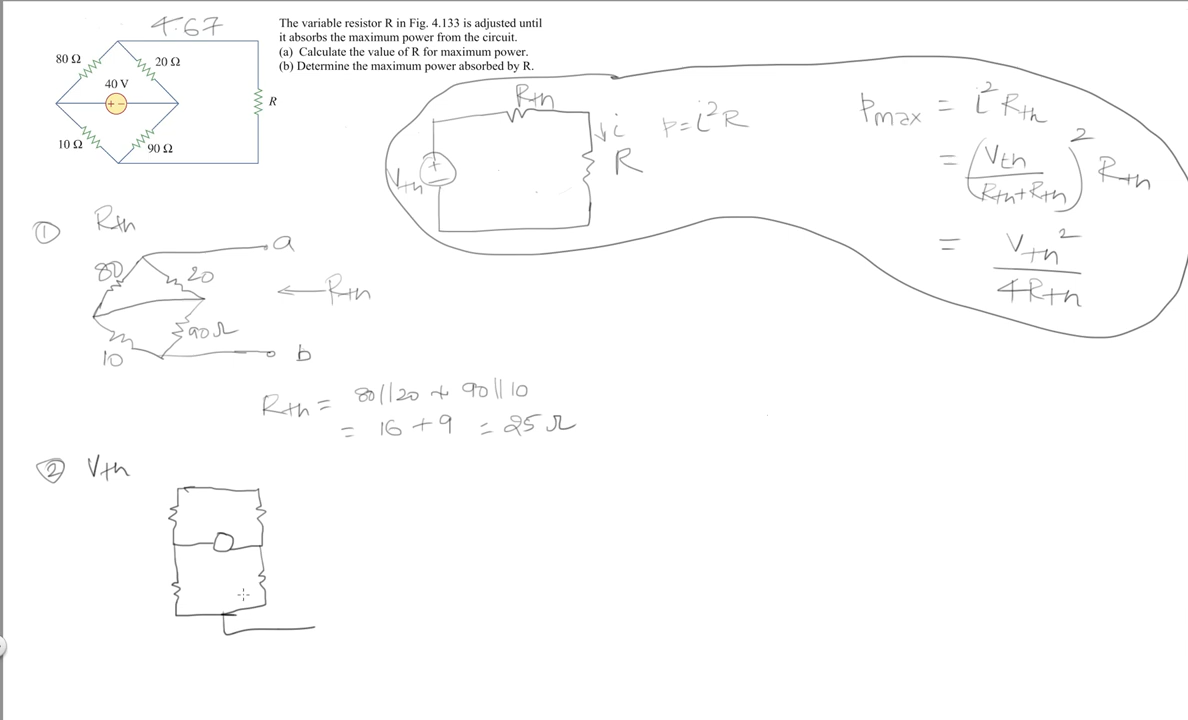 4.67
The variable resistor R in Fig. 4.133 is adjusted until
it absorbs the maximum power from the circuit.
(a) Calculate the value of R for maximum power.
(b) Determine the maximum power absorbed by R.
80 Ω
20 Ω
40 V
+ −
R
10 Ω
90 Ω
Rth
Vth
+
−
i
R
p=i²R
Pmax = i² Rth
= (Vth / Rth+Rth)² Rth
= Vth² / 4Rth
① Rth
a
80
20
← Rth
90Ω
10
b
Rth = 80||20 + 90||10
= 16 + 9 = 25 Ω
② Vth